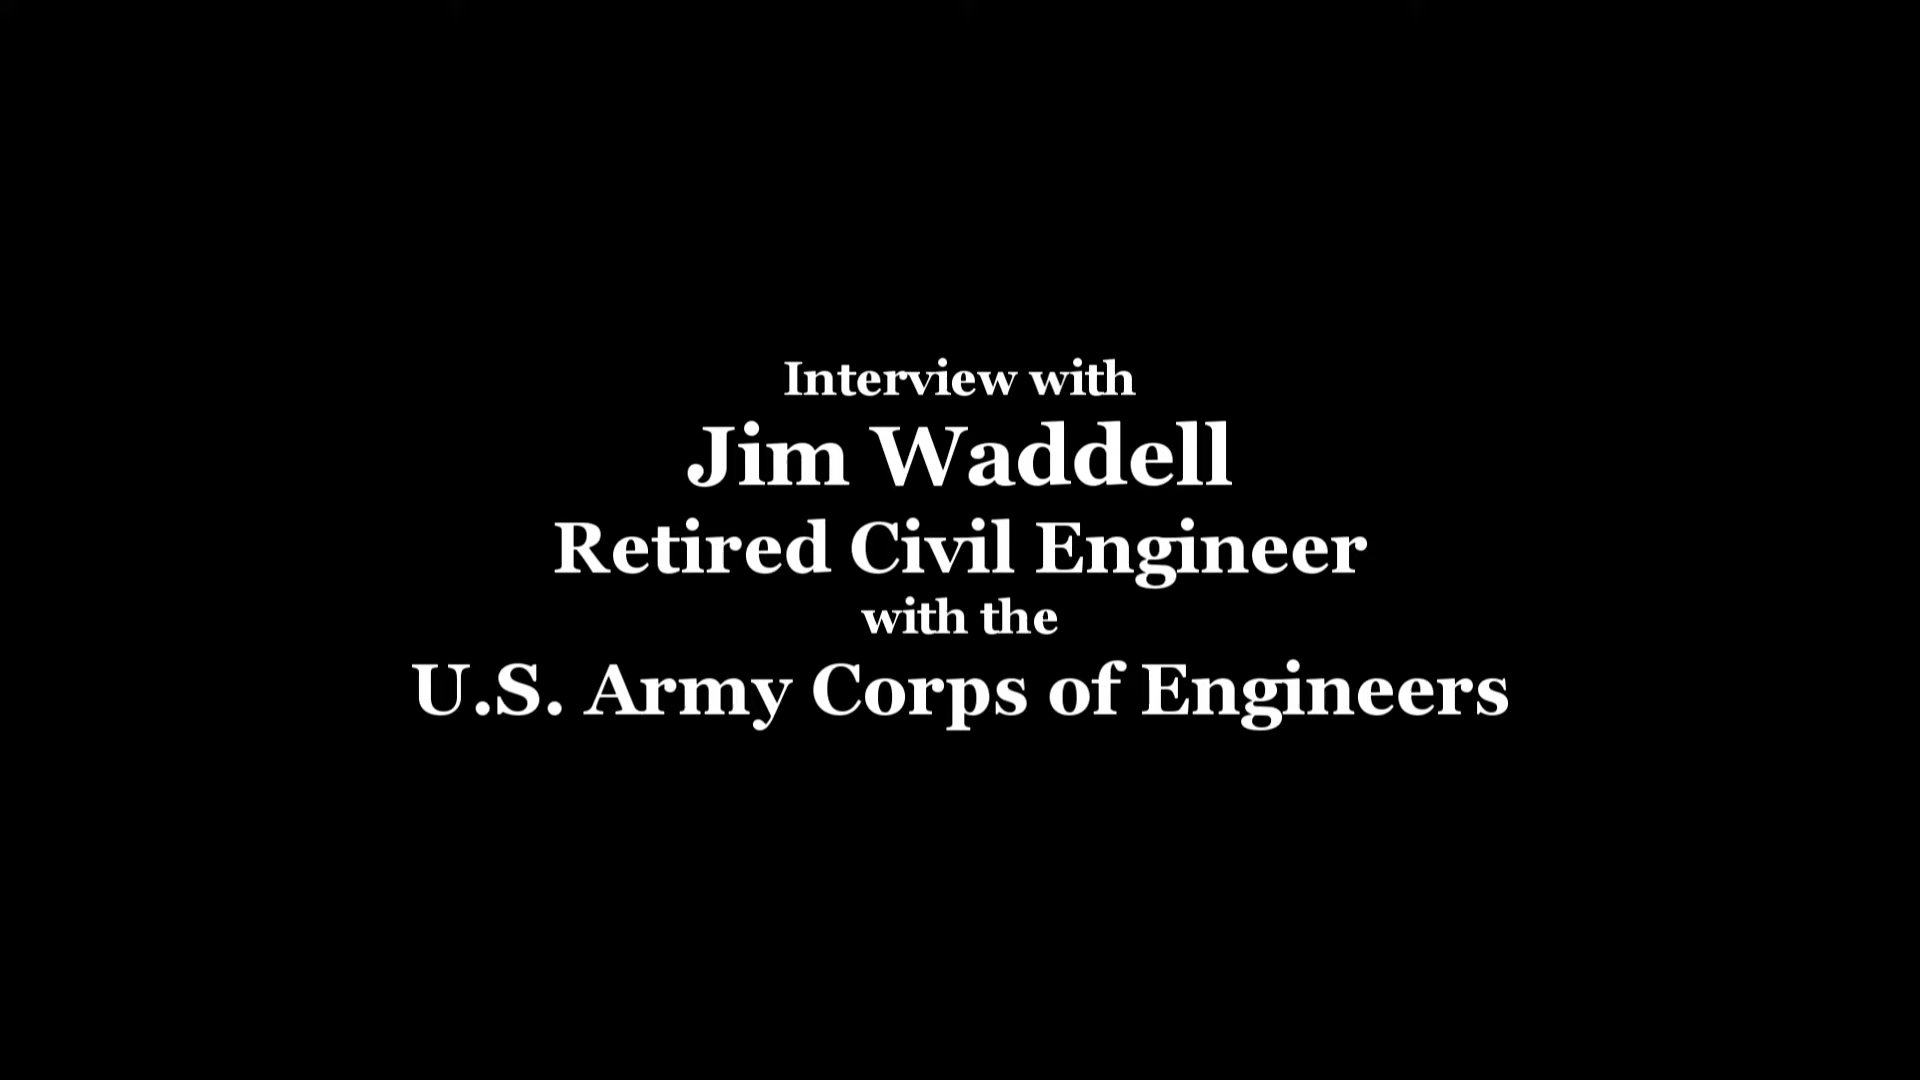 Interview with
Jim Waddell
Retired Civil Engineer
with the
U.S. Army Corps of Engineers